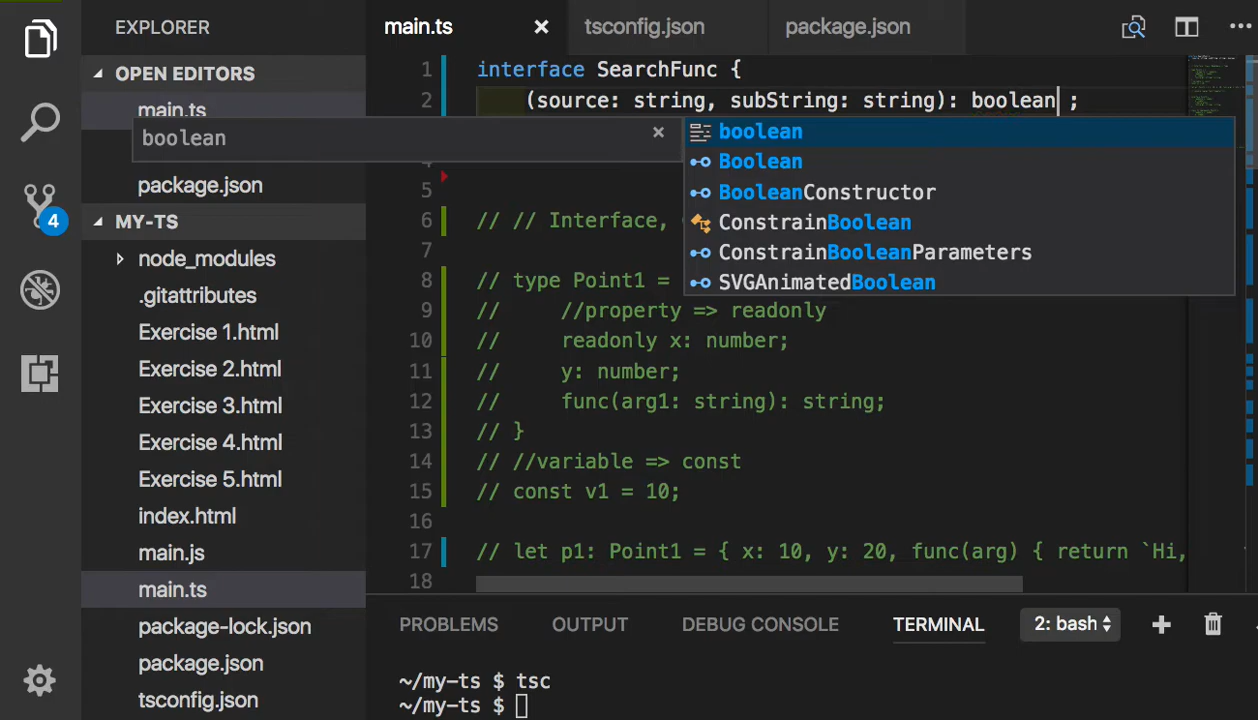 EXPLORER
OPEN EDITORS
main.ts
package.json
MY-TS
node_modules
.gitattributes
Exercise 1.html
Exercise 2.html
Exercise 3.html
Exercise 4.html
Exercise 5.html
index.html
main.js
main.ts
package-lock.json
package.json
tsconfig.json
4
main.ts
tsconfig.json
package.json
1 interface SearchFunc {
2 (source: string, subString: string): boolean ;
boolean
boolean
Boolean
BooleanConstructor
ConstrainBoolean
ConstrainBooleanParameters
SVGAnimatedBoolean
5
6 // // Interface,
7
8 // type Point1 =
9 // //property => readonly
10 // readonly x: number;
11 // y: number;
12 // func(arg1: string): string;
13 // }
14 // //variable => const
15 // const v1 = 10;
16
17 // let p1: Point1 = { x: 10, y: 20, func(arg) { return `Hi,
18
PROBLEMS OUTPUT DEBUG CONSOLE TERMINAL 2: bash
~/my-ts $ tsc
~/my-ts $